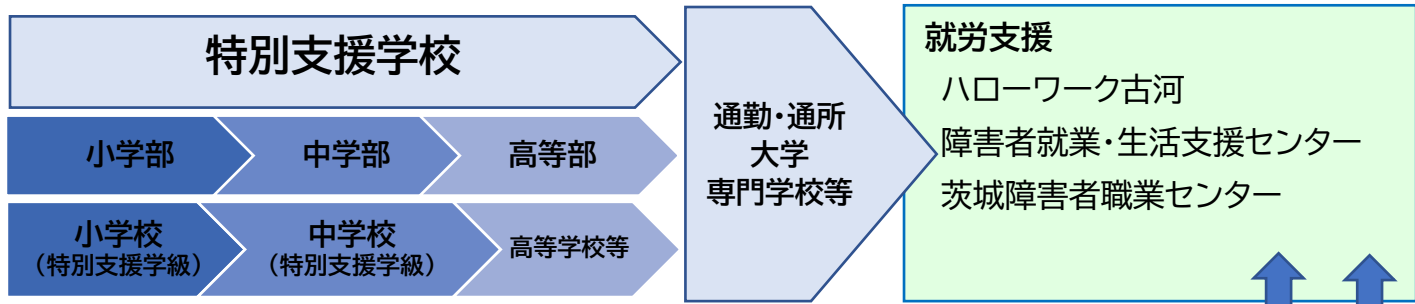 特別支援学校
小学部
中学部
高等部
小学校
（特別支援学級）
中学校
（特別支援学級）
高等学校等
通勤・通所
大学
専門学校等
就労支援
ハローワーク古河
障害者就業・生活支援センター
茨城障害者職業センター